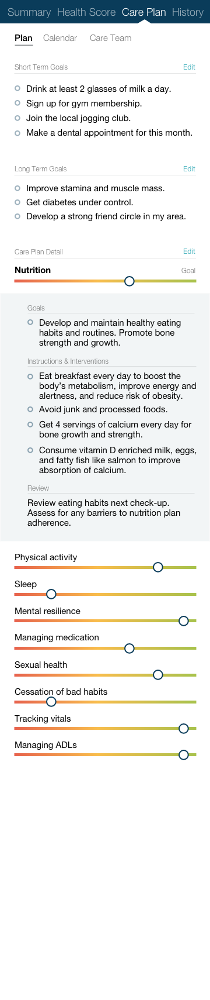 Summary Health Score Care Plan History
Plan Calendar Care Team
Short Term Goals Edit
Drink at least 2 glasses of milk a day.
Sign up for gym membership.
Join the local jogging club.
Make a dental appointment for this month.
Long Term Goals Edit
Improve stamina and muscle mass.
Get diabetes under control.
Develop a strong friend circle in my area.
Care Plan Detail Edit
Nutrition Goal
Goals
Develop and maintain healthy eating
habits and routines. Promote bone
strength and growth.
Instructions & Interventions
Eat breakfast every day to boost the
body’s metabolism, improve energy and
alertness, and reduce risk of obesity.
Avoid junk and processed foods.
Get 4 servings of calcium every day for
bone growth and strength.
Consume vitamin D enriched milk, eggs,
and fatty fish like salmon to improve
absorption of calcium.
Review
Review eating habits next check-up.
Assess for any barriers to nutrition plan
adherence.
Physical activity
Sleep
Mental resilience
Managing medication
Sexual health
Cessation of bad habits
Tracking vitals
Managing ADLs